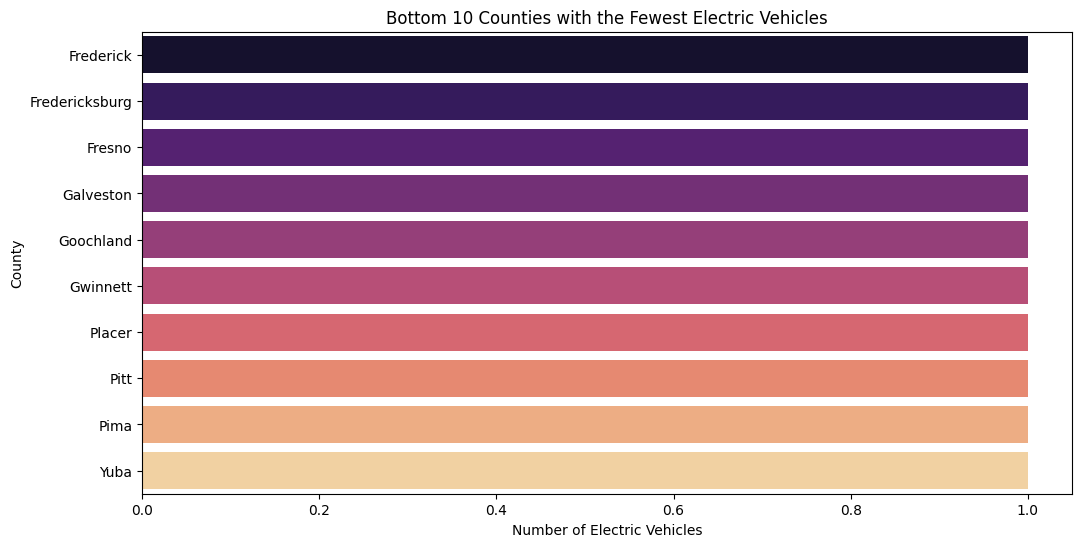 Bottom 10 Counties with the Fewest Electric Vehicles
Frederick
Fredericksburg
Fresno
Galveston
Goochland
Gwinnett
Placer
Pitt
Pima
Yuba
County
0.0 0.2 0.4 0.6 0.8 1.0
Number of Electric Vehicles